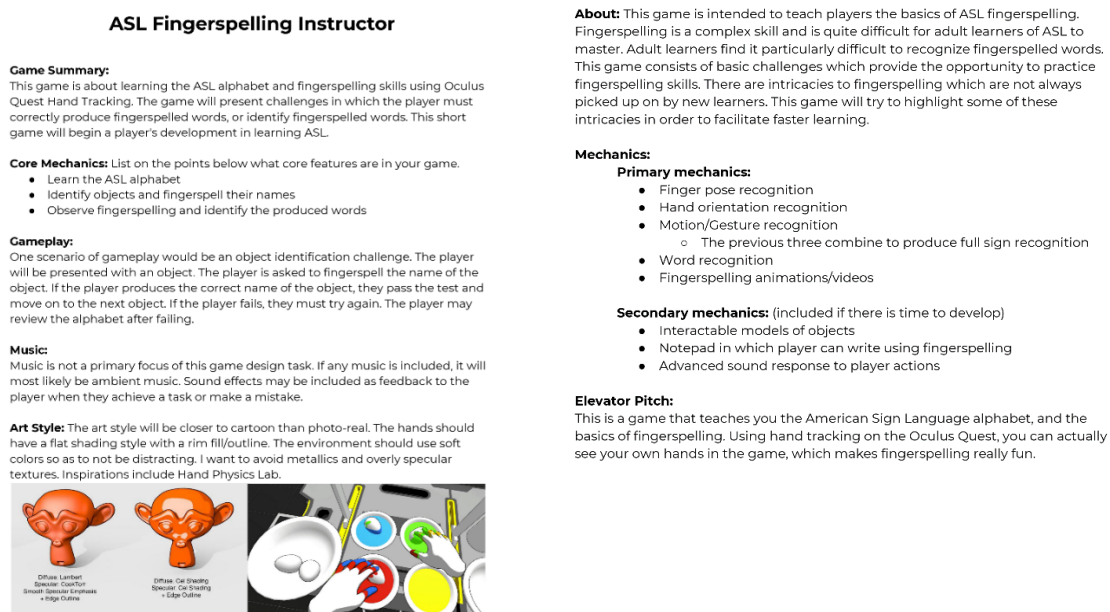 ASL Fingerspelling Instructor
Game Summary:
This game is about learning the ASL alphabet and fingerspelling skills using Oculus
Quest Hand Tracking. The game will present challenges in which the player must
correctly produce fingerspelled words, or identify fingerspelled words. This short
game will begin a player's development in learning ASL.
Core Mechanics: List on the points below what core features are in your game.
● Learn the ASL alphabet
● Identify objects and fingerspell their names
● Observe fingerspelling and identify the produced words
Gameplay:
One scenario of gameplay would be an object identification challenge. The player
will be presented with an object. The player is asked to fingerspell the name of the
object. If the player produces the correct name of the object, they pass the test and
move on to the next object. If the player fails, they must try again. The player may
review the alphabet after failing.
Music:
Music is not a primary focus of this game design task. If any music is included, it will
most likely be ambient music. Sound effects may be included as feedback to the
player when they achieve a task or make a mistake.
Art Style: The art style will be closer to cartoon than photo-real. The hands should
have a flat shading style with a rim fill/outline. The environment should use soft
colors so as to not be distracting. I want to avoid metallics and overly specular
textures. Inspirations include Hand Physics Lab.
Diffuse: Lambert
Specular: CookTorr
Smooth Specular Emphasis
+ Edge Outline
Diffuse: Cel Shading
Specular: Cel Shading
+ Edge Outline
About: This game is intended to teach players the basics of ASL fingerspelling.
Fingerspelling is a complex skill and is quite difficult for adult learners of ASL to
master. Adult learners find it particularly difficult to recognize fingerspelled words.
This game consists of basic challenges which provide the opportunity to practice
fingerspelling skills. There are intricacies to fingerspelling which are not always
picked up on by new learners. This game will try to highlight some of these
intricacies in order to facilitate faster learning.
Mechanics:
Primary mechanics:
● Finger pose recognition
● Hand orientation recognition
● Motion/Gesture recognition
○ The previous three combine to produce full sign recognition
● Word recognition
● Fingerspelling animations/videos
Secondary mechanics: (included if there is time to develop)
● Interactable models of objects
● Notepad in which player can write using fingerspelling
● Advanced sound response to player actions
Elevator Pitch:
This is a game that teaches you the American Sign Language alphabet, and the
basics of fingerspelling. Using hand tracking on the Oculus Quest, you can actually
see your own hands in the game, which makes fingerspelling really fun.